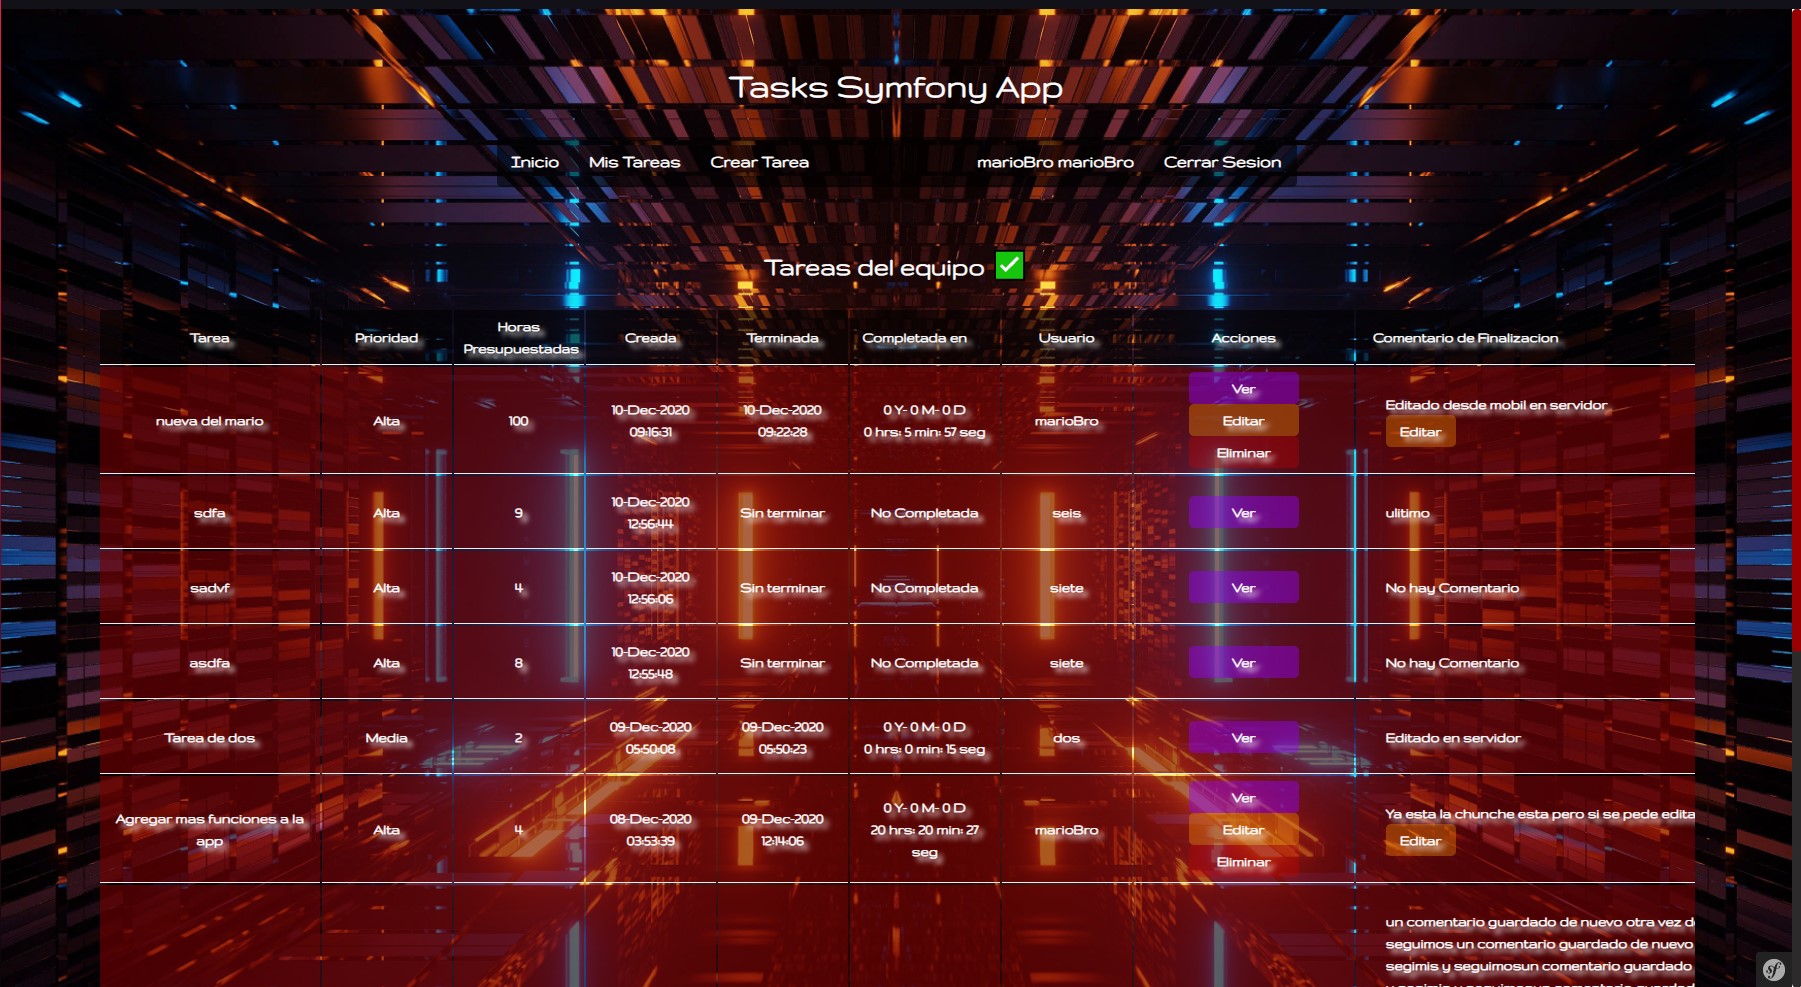 Tasks Symfony App
Inicio Mis Tareas Crear Tarea marioBro marioBro Cerrar Sesion
Tareas del equipo ✅
Tarea Prioridad Horas Presupuestadas Creada Terminada Completada en Usuario Acciones Comentario de Finalizacion
nueva del mario
Alta
100
10-Dec-2020
09:16:31
10-Dec-2020
09:22:28
0 Y- 0 M- 0 D
0 hrs: 5 min: 57 seg
marioBro
Ver
Editar
Eliminar
Editado desde mobil en servidor
Editar
sdfa
Alta
9
10-Dec-2020
12:56:44
Sin terminar
No Completada
seis
Ver
ulitimo
sadvf
Alta
4
10-Dec-2020
12:56:06
Sin terminar
No Completada
siete
Ver
No hay Comentario
asdfa
Alta
8
10-Dec-2020
12:55:48
Sin terminar
No Completada
siete
Ver
No hay Comentario
Tarea de dos
Media
2
09-Dec-2020
05:50:08
09-Dec-2020
05:50:23
0 Y- 0 M- 0 D
0 hrs: 0 min: 15 seg
dos
Ver
Editado en servidor
Agregar mas funciones a la
app
Alta
4
08-Dec-2020
03:53:39
09-Dec-2020
12:14:06
0 Y- 0 M- 0 D
20 hrs: 20 min: 27
seg
marioBro
Ver
Editar
Eliminar
Ya esta la chunche esta pero si se pede edita
Editar
un comentario guardado de nuevo otra vez d
seguimos un comentario guardado de nuevo
segimis y seguimosun comentario guardado
sf